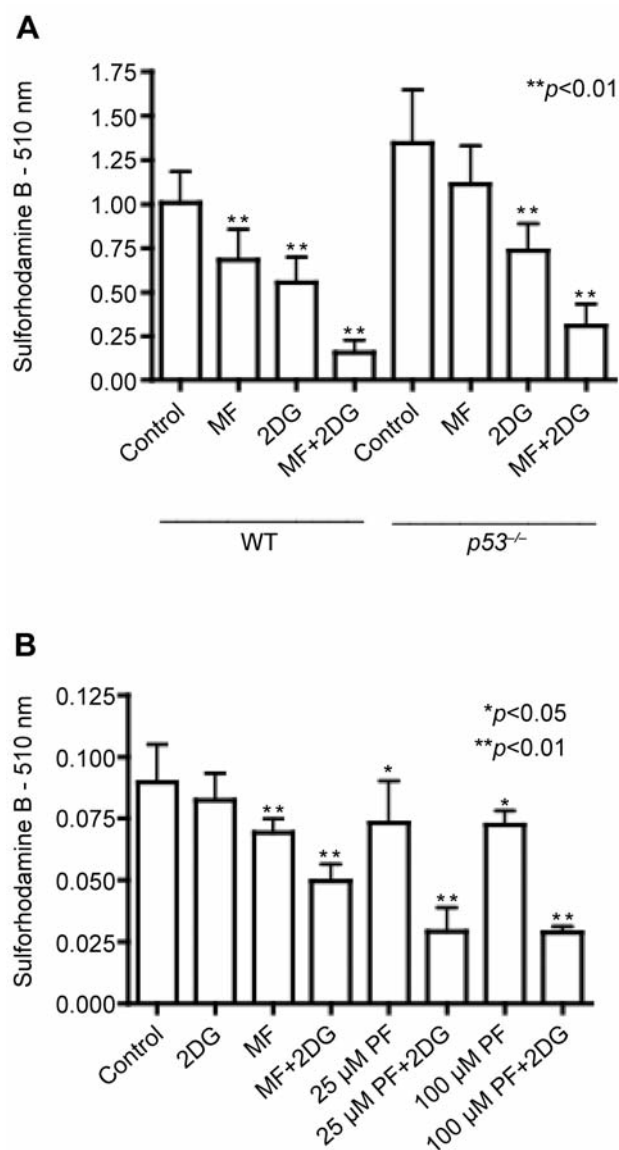 A
Sulforhodamine B - 510 nm
1.75
1.50
1.25
1.00
0.75
0.50
0.25
0.00
**p<0.01
**
**
**
**
**
Control
MF
2DG
MF+2DG
Control
MF
2DG
MF+2DG
WT
p53–/–
B
Sulforhodamine B - 510 nm
0.125
0.100
0.075
0.050
0.025
0.000
*p<0.05
**p<0.01
**
**
*
**
*
**
Control
2DG
MF
MF+2DG
25 µM PF
25 µM PF+2DG
100 µM PF
100 µM PF+2DG